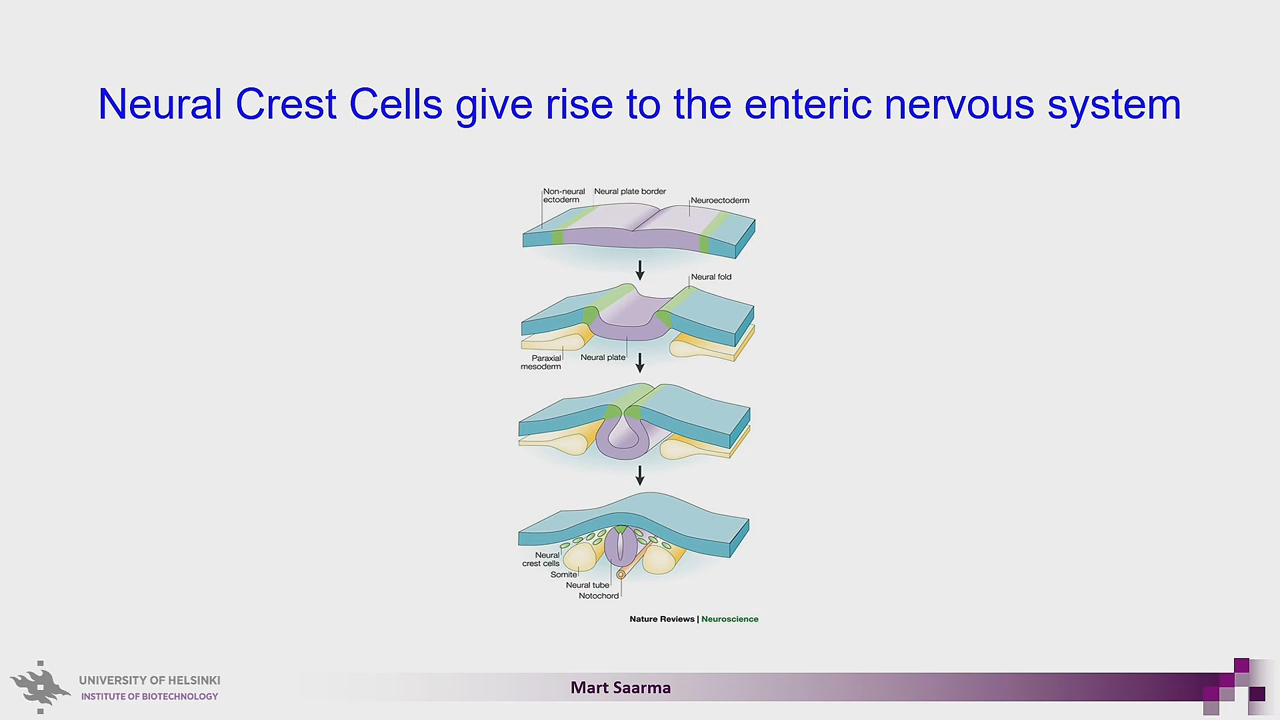 Neural Crest Cells give rise to the enteric nervous system
Non-neural
ectoderm
Neural plate border
Neuroectoderm
Neural fold
Paraxial
mesoderm
Neural plate
Neural
crest cells
Somite
Neural tube
Notochord
Nature Reviews | Neuroscience
UNIVERSITY OF HELSINKI
INSTITUTE OF BIOTECHNOLOGY
Mart Saarma